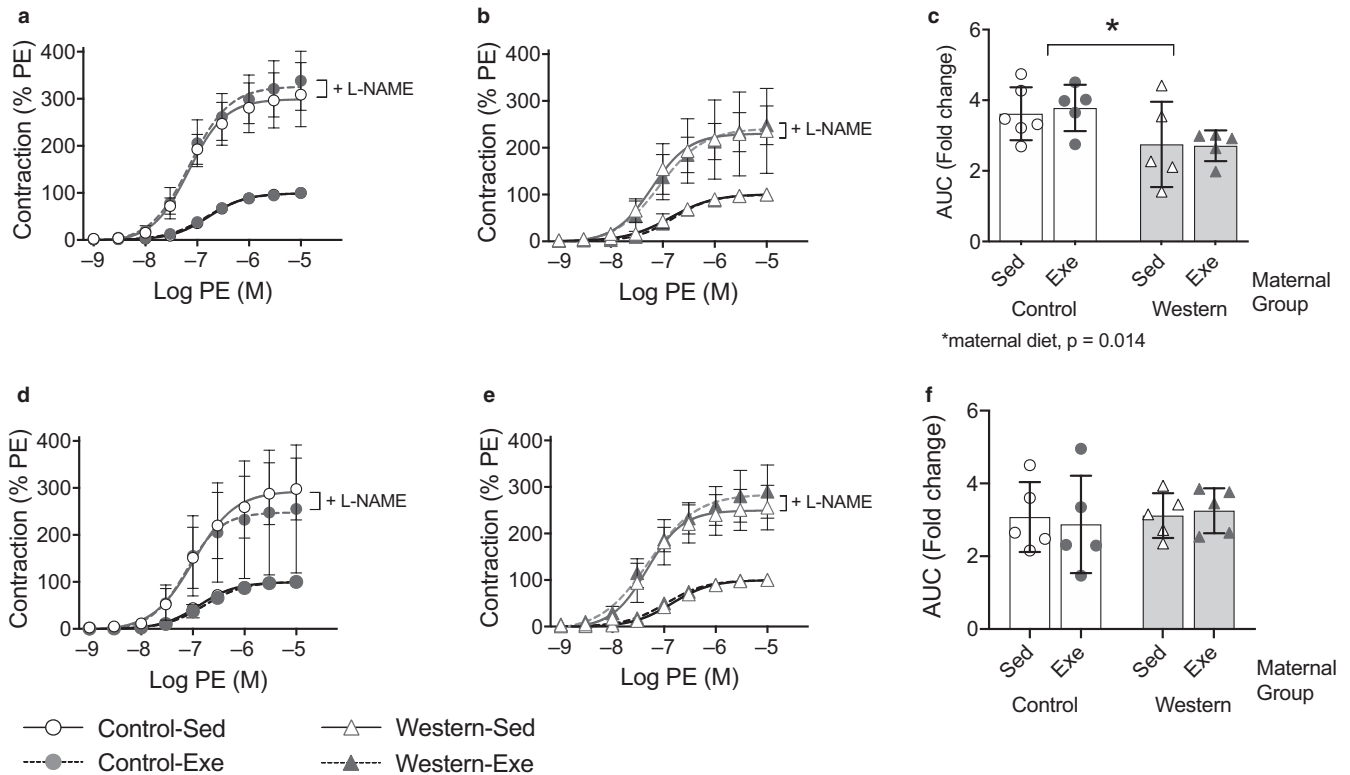 a
400
300
200
100
0
Contraction (% PE)
+ L-NAME
–9 –8 –7 –6 –5
Log PE (M)
b
400
300
200
100
0
Contraction (% PE)
+ L-NAME
–9 –8 –7 –6 –5
Log PE (M)
c
6
4
2
0
AUC (Fold change)
*
Sed Exe Sed Exe
Control Western
Maternal
Group
*maternal diet, p = 0.014
d
400
300
200
100
0
Contraction (% PE)
+ L-NAME
–9 –8 –7 –6 –5
Log PE (M)
e
400
300
200
100
0
Contraction (% PE)
+ L-NAME
–9 –8 –7 –6 –5
Log PE (M)
f
6
4
2
0
AUC (Fold change)
Sed Exe Sed Exe
Control Western
Maternal
Group
Control-Sed
Western-Sed
Control-Exe
Western-Exe